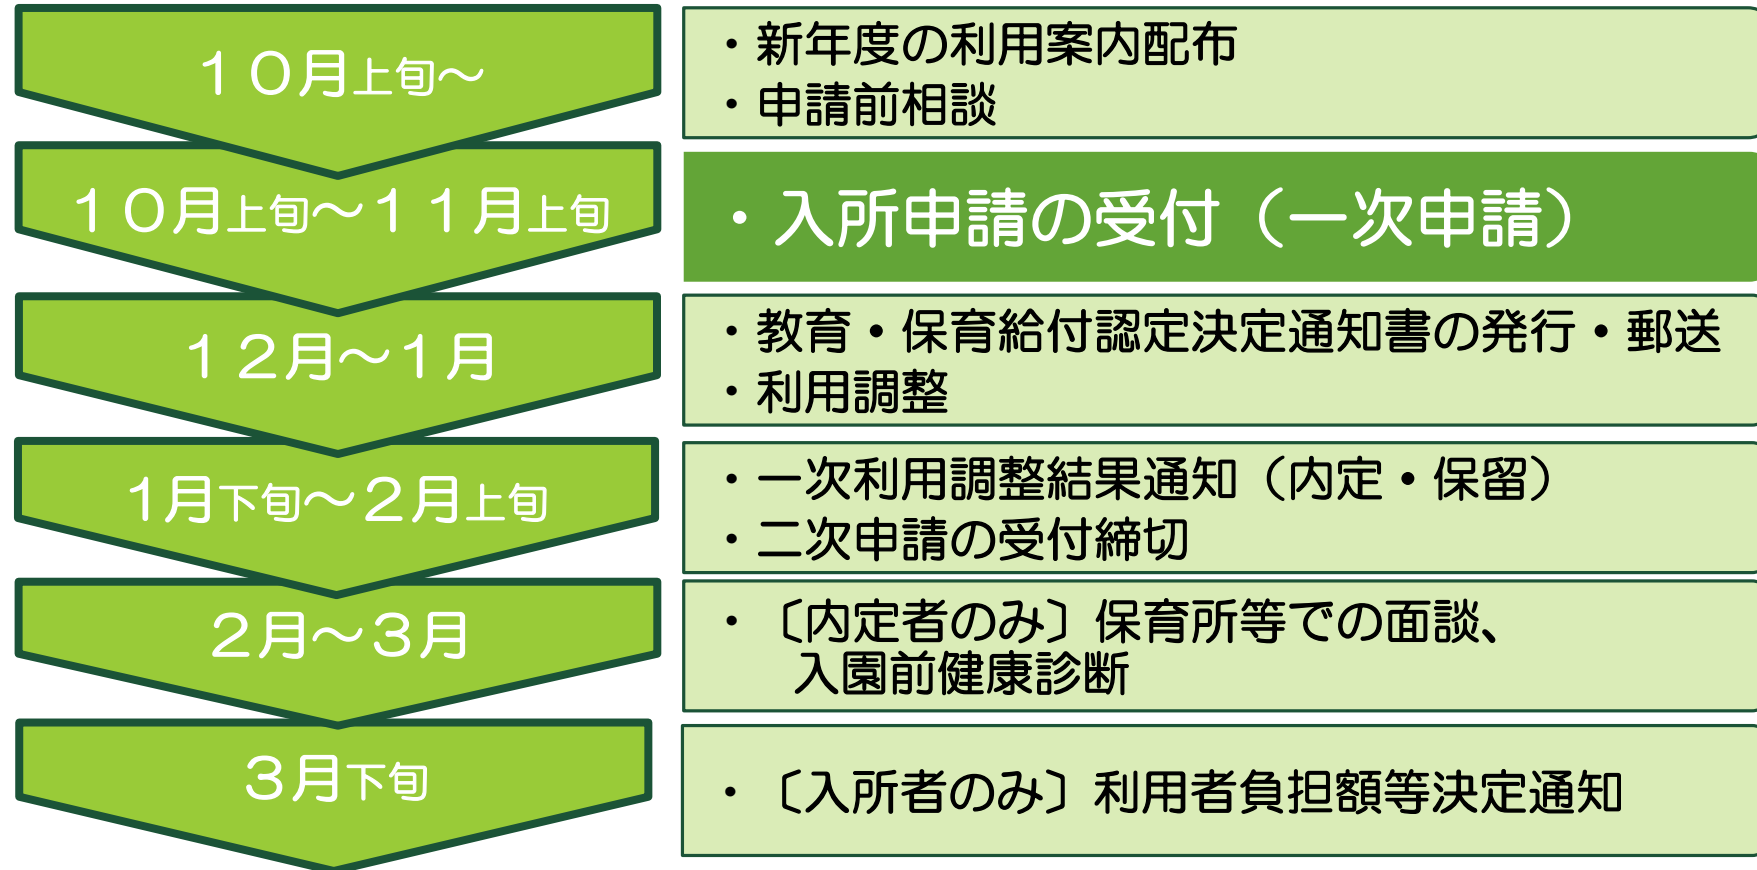 １０月上旬～
・新年度の利用案内配布
・申請前相談
１０月上旬～１１月上旬
・入所申請の受付（一次申請）
１２月～１月
・教育・保育給付認定決定通知書の発行・郵送
・利用調整
１月下旬～２月上旬
・一次利用調整結果通知（内定・保留）
・二次申請の受付締切
２月～３月
・〔内定者のみ〕保育所等での面談、
入園前健康診断
３月下旬
・〔入所者のみ〕利用者負担額等決定通知